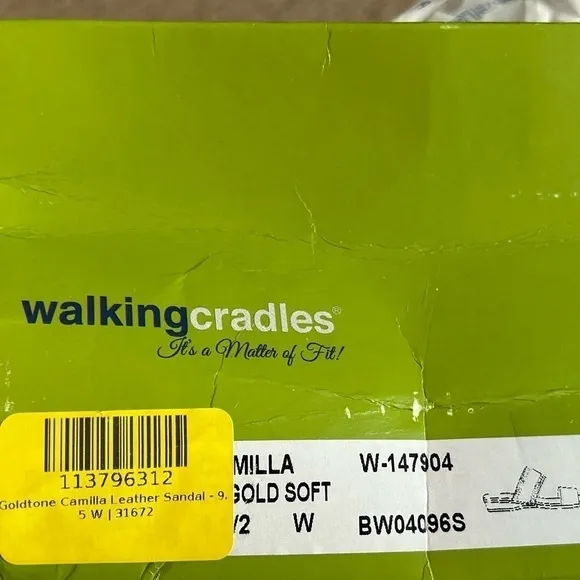 walkingcradles®
It's a Matter of Fit!
113796312
Goldtone Camilla Leather Sandal - 9.
5 W | 31672
MILLA W-147904
GOLD SOFT
/2 W BW04096S